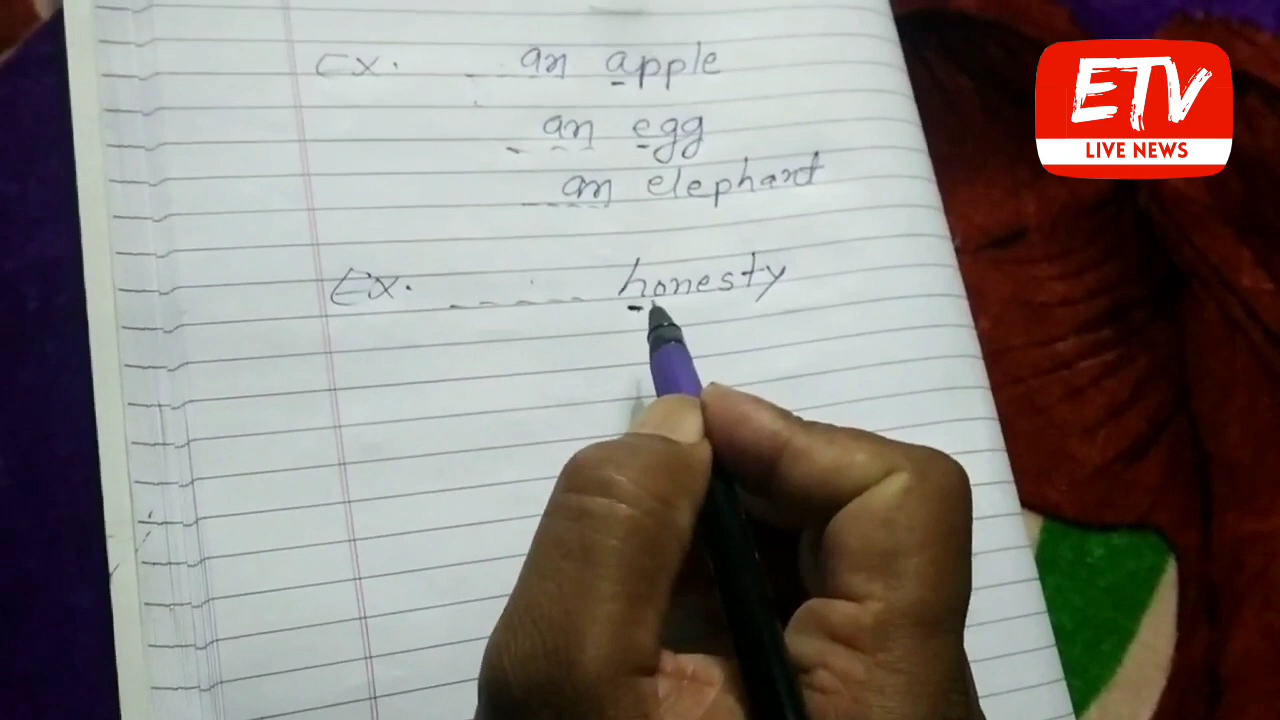 Ex. an apple
an egg
an elephant
Ex. honesty
ETV
LIVE NEWS